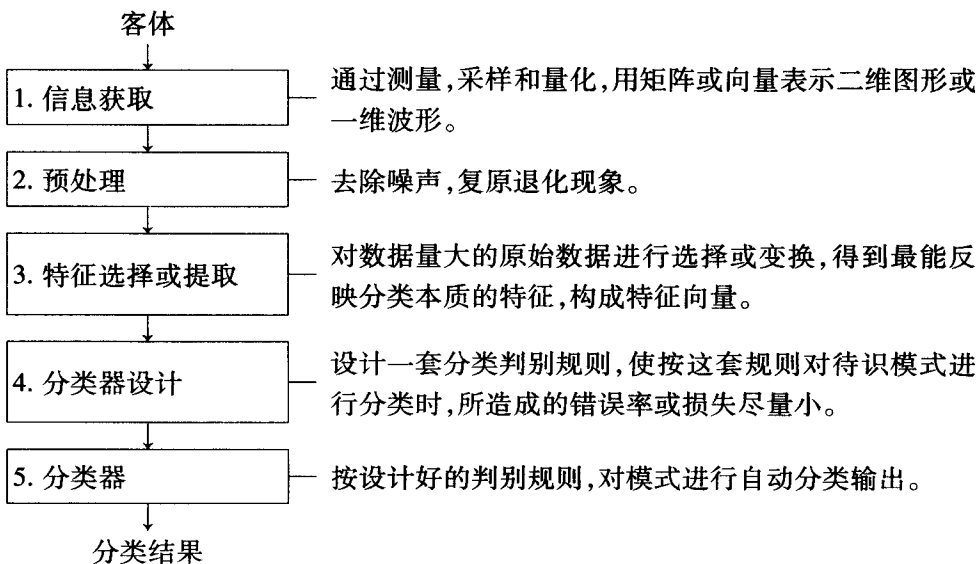 客体
1. 信息获取
通过测量,采样和量化,用矩阵或向量表示二维图形或
一维波形。
2. 预处理
去除噪声,复原退化现象。
3. 特征选择或提取
对数据量大的原始数据进行选择或变换,得到最能反
映分类本质的特征,构成特征向量。
4. 分类器设计
设计一套分类判别规则,使按这套规则对待识模式进
行分类时,所造成的错误率或损失尽量小。
5. 分类器
按设计好的判别规则,对模式进行自动分类输出。
分类结果